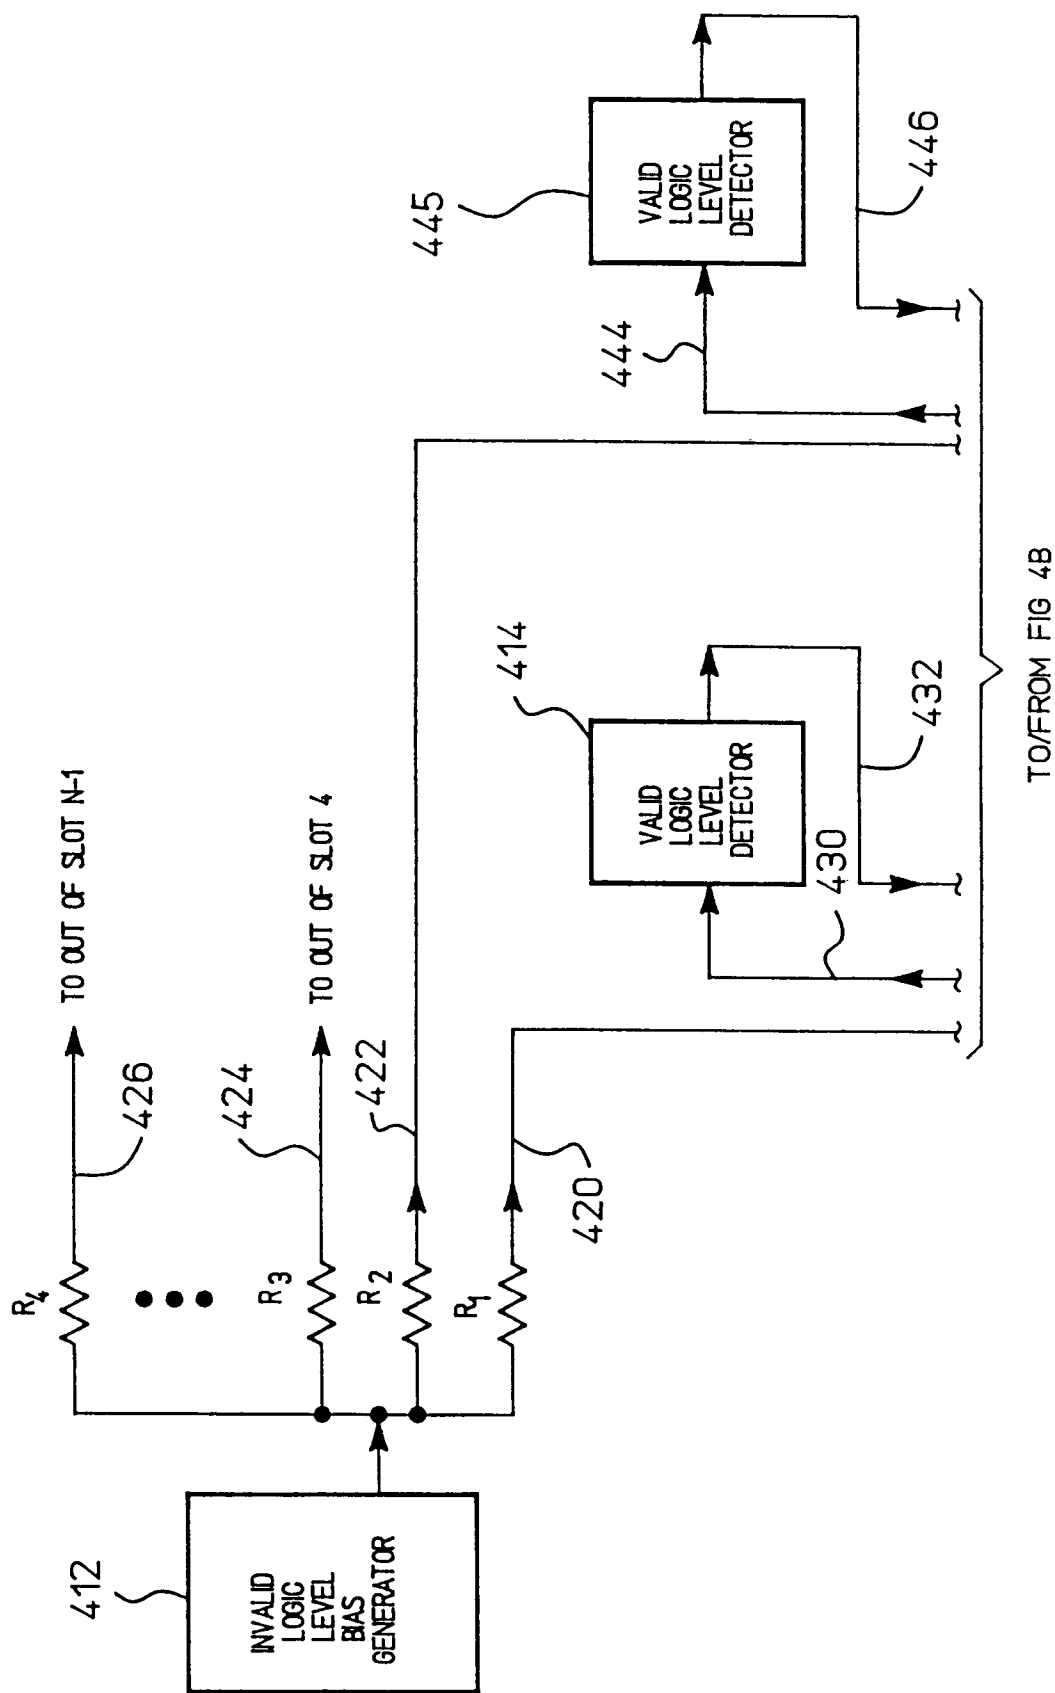 412
INVALID
LOGIC
LEVEL
BIAS
GENERATOR
R4
TO OUT OF SLOT N-1
426
R3
TO OUT OF SLOT 4
424
R2
422
R1
420
414
VALID
LOGIC
LEVEL
DETECTOR
430
432
445
VALID
LOGIC
LEVEL
DETECTOR
444
446
TO/FROM FIG 4B